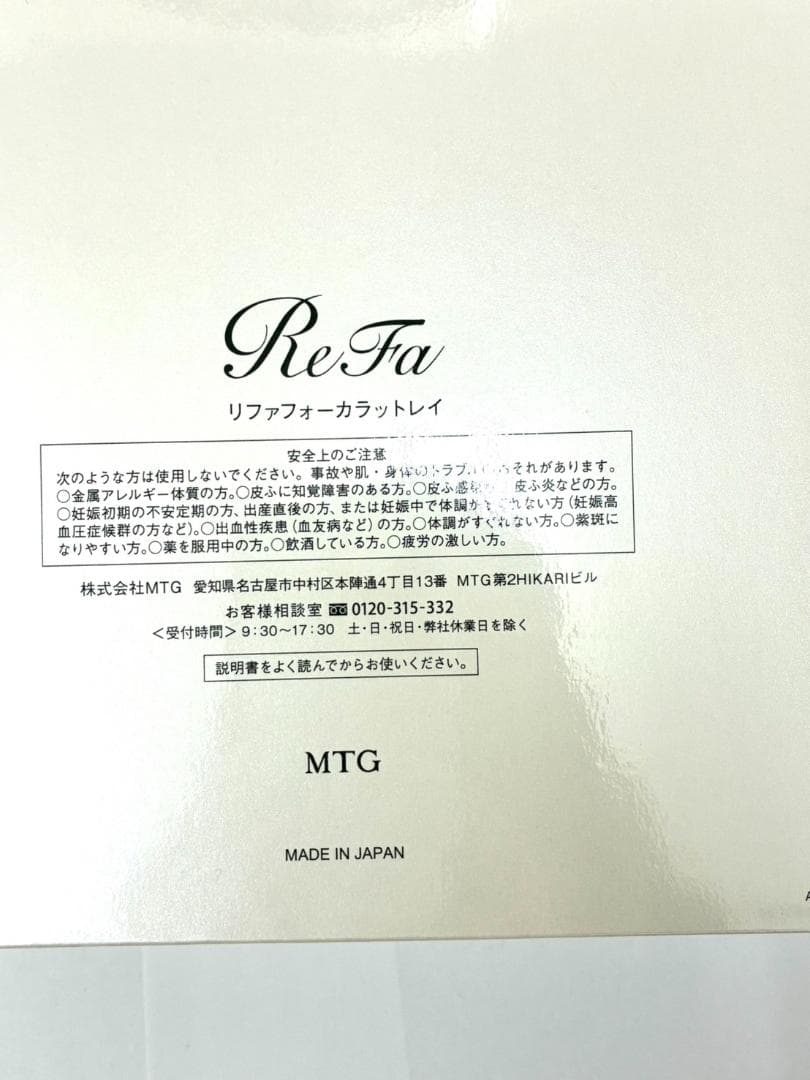 ReFa
リファフォーカラットレイ
安全上のご注意
次のような方は使用しないでください。事故や肌・身体のトラブルのおそれがあります。
○金属アレルギー体質の方。○皮ふに知覚障害のある方。○皮ふ感染 皮ふ炎などの方。
○妊娠初期の不安定期の方、出産直後の方、または妊娠中で体調がすぐれない方（妊娠高
血圧症候群の方など）。○出血性疾患（血友病など）の方。○体調がすぐれない方。○紫斑に
なりやすい方。○薬を服用中の方。○飲酒している方。○疲労の激しい方。
株式会社MTG 愛知県名古屋市中村区本陣通4丁目13番 MTG第2HIKARIビル
お客様相談室 0120-315-332
＜受付時間＞9:30〜17:30 土・日・祝日・弊社休業日を除く
説明書をよく読んでからお使いください。
MTG
MADE IN JAPAN